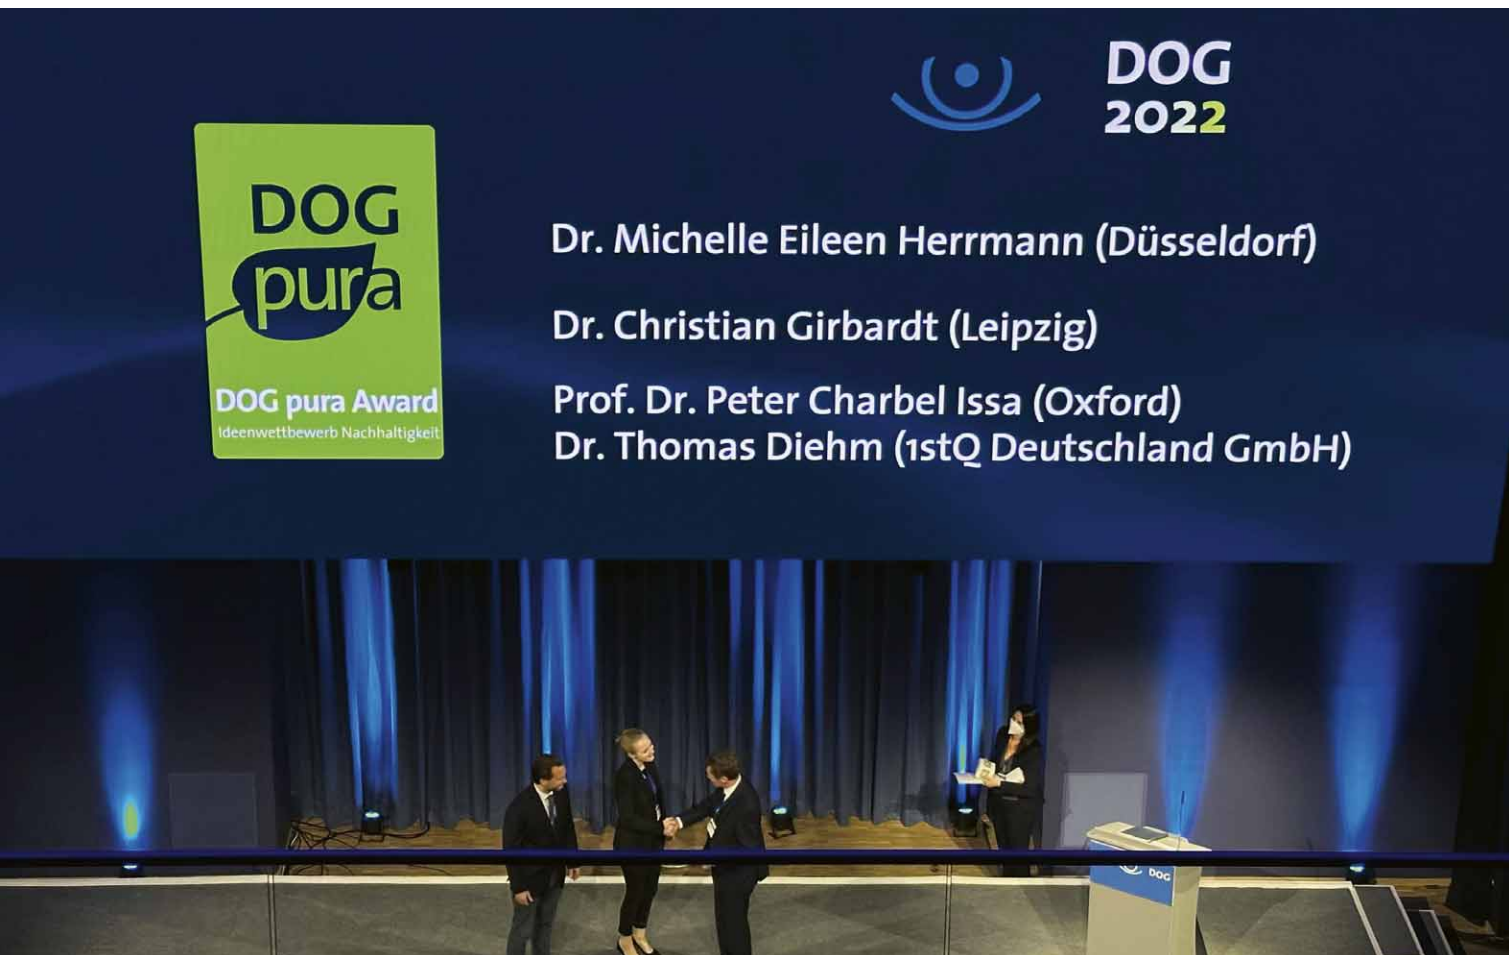 DOG
2022
DOG
pura
DOG pura Award
Ideenwettbewerb Nachhaltigkeit
Dr. Michelle Eileen Herrmann (Düsseldorf)
Dr. Christian Girbardt (Leipzig)
Prof. Dr. Peter Charbel Issa (Oxford)
Dr. Thomas Diehm (1stQ Deutschland GmbH)
DOG